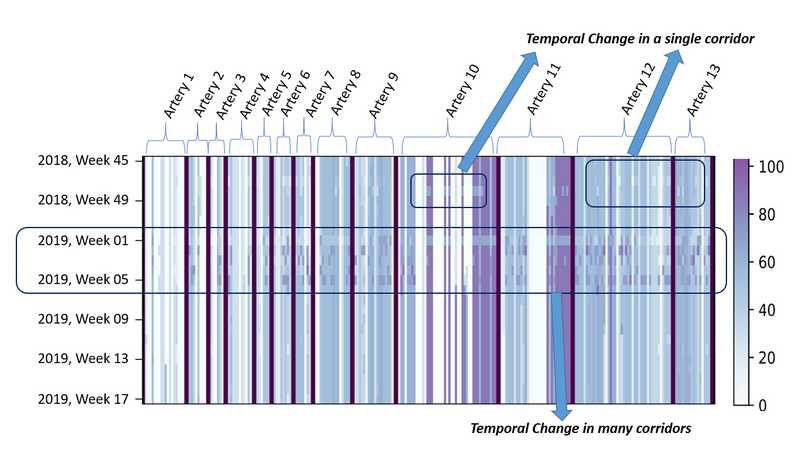 Temporal Change in a single corridor
Artery 1
Artery 2
Artery 3
Artery 4
Artery 5
Artery 6
Artery 7
Artery 8
Artery 9
Artery 10
Artery 11
Artery 12
Artery 13
2018, Week 45
2018, Week 49
2019, Week 01
2019, Week 05
2019, Week 09
2019, Week 13
2019, Week 17
100
80
60
40
20
0
Temporal Change in many corridors